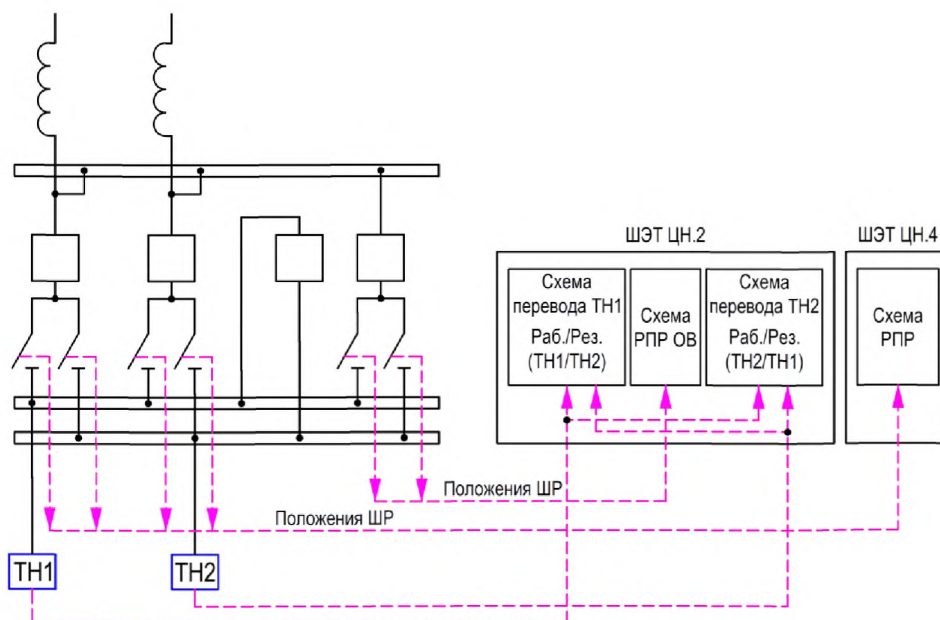 ШЭТ ЦН.2
ШЭТ ЦН.4
Схема
перевода ТН1
Раб./Рез.
(ТН1/ТН2)
Схема
РПР ОВ
Схема
перевода ТН2
Раб./Рез.
(ТН2/ТН1)
Схема
РПР
Положения ШР
Положения ШР
ТН1
ТН2